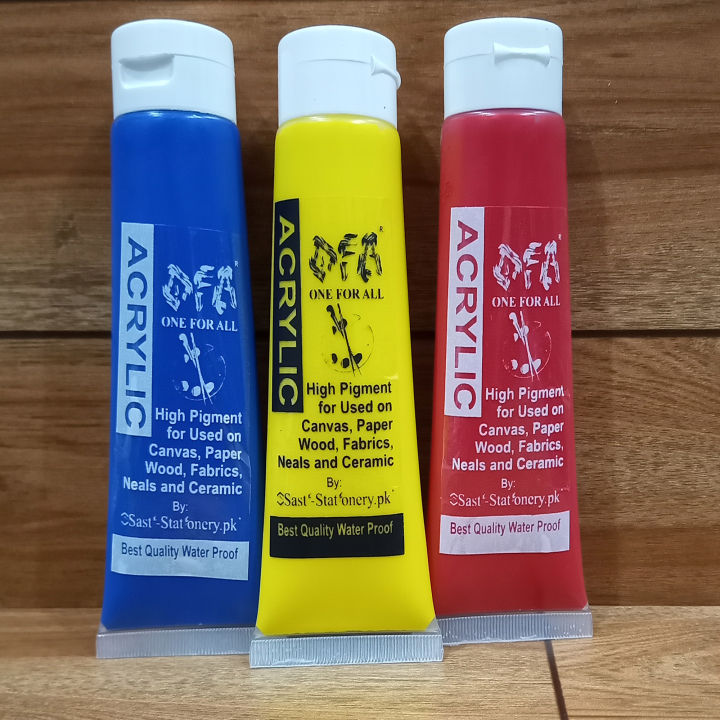 ACRYLIC
OFA
ONE FOR ALL
High Pigment
for Used on
Canvas, Paper
Wood, Fabrics,
Neals and Ceramic
By:
Sast-Stationery.pk
Best Quality Water Proof
ACRYLIC
OFA®
ONE FOR ALL
High Pigment
for Used on
Canvas, Paper
Wood, Fabrics,
Neals and Ceramic
By:
Sast-Stationery.pk
Best Quality Water Proof
ACRYLIC
OFA®
ONE FOR ALL
High Pigment
for Used on
Canvas, Paper
Wood, Fabrics,
Neals and Ceramic
By:
Sast-Stationery.pk
Best Quality Water Proof